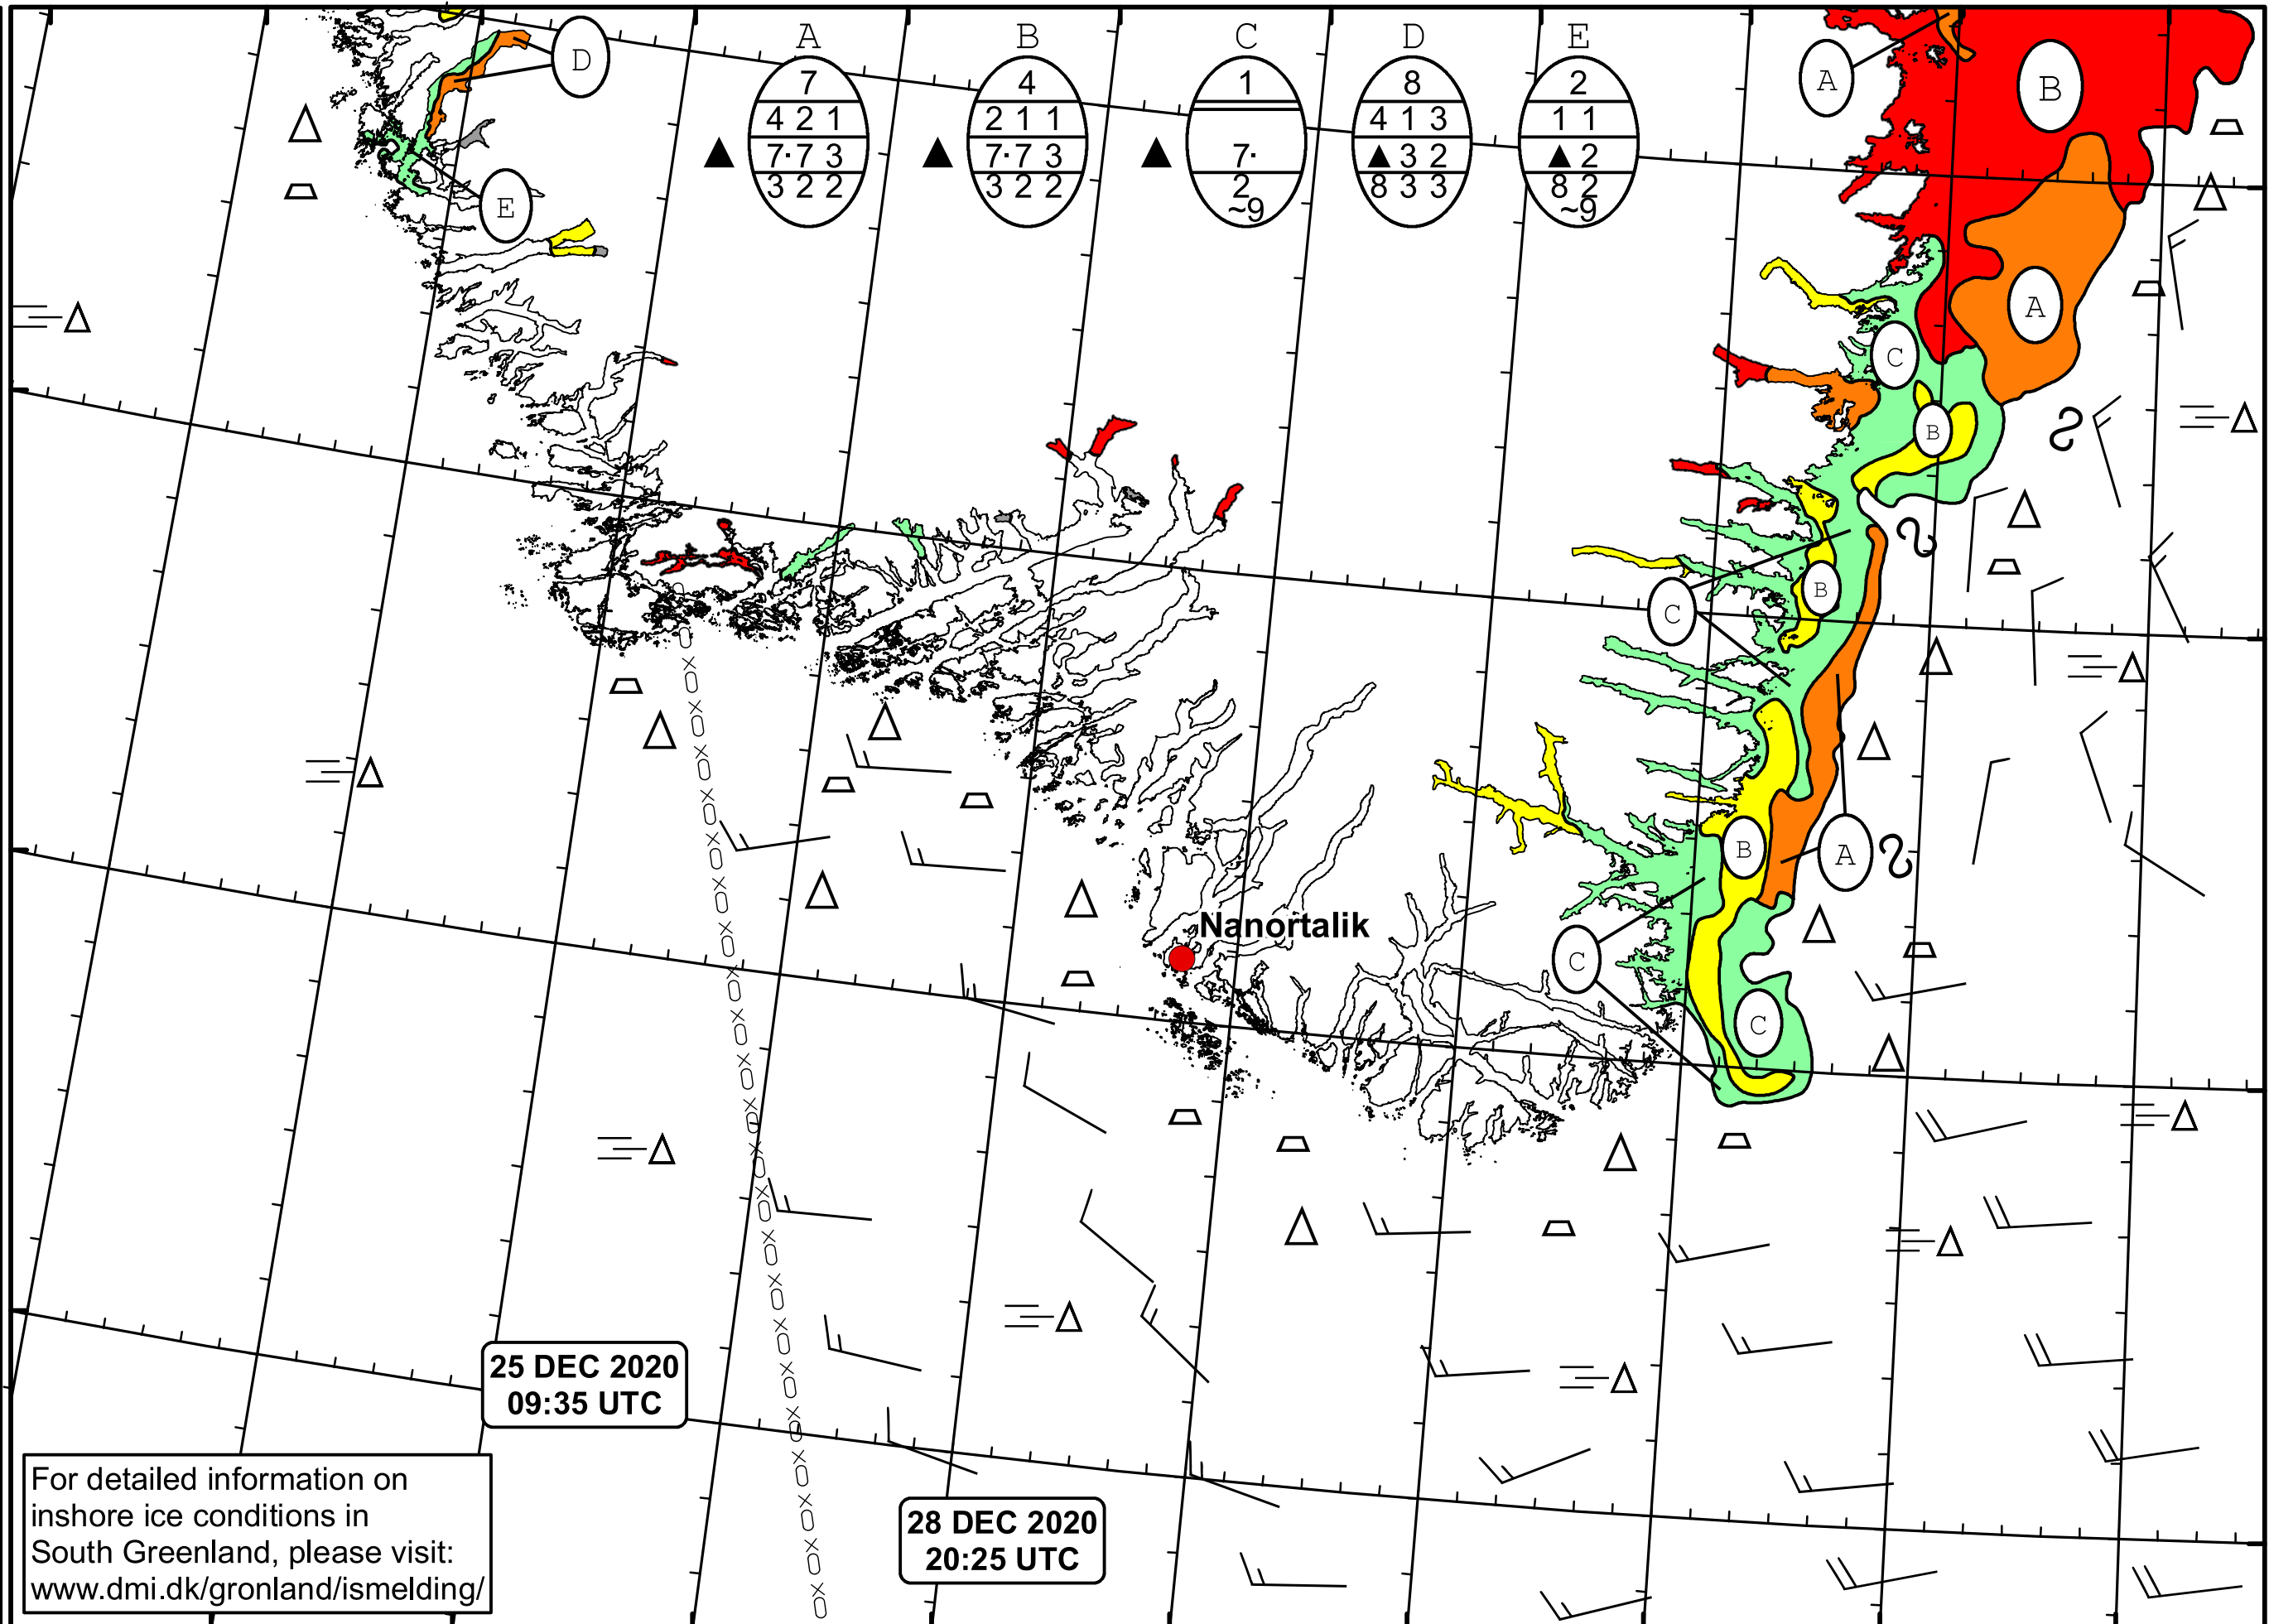 A B C D E
7 4 1 8 2
4 2 1 2 1 1 4 1 3 1 1
▲ 7·7 3 ▲ 7·7 3 ▲ 7· ▲ 3 2 ▲ 2
3 2 2 3 2 2 2 8 3 3 8 2
~9 ~9
D
A
B
E
A
C
B
B
C
B
A
C
C
Nanortalik
25 DEC 2020
09:35 UTC
28 DEC 2020
20:25 UTC
For detailed information on
inshore ice conditions in
South Greenland, please visit:
www.dmi.dk/gronland/ismelding/